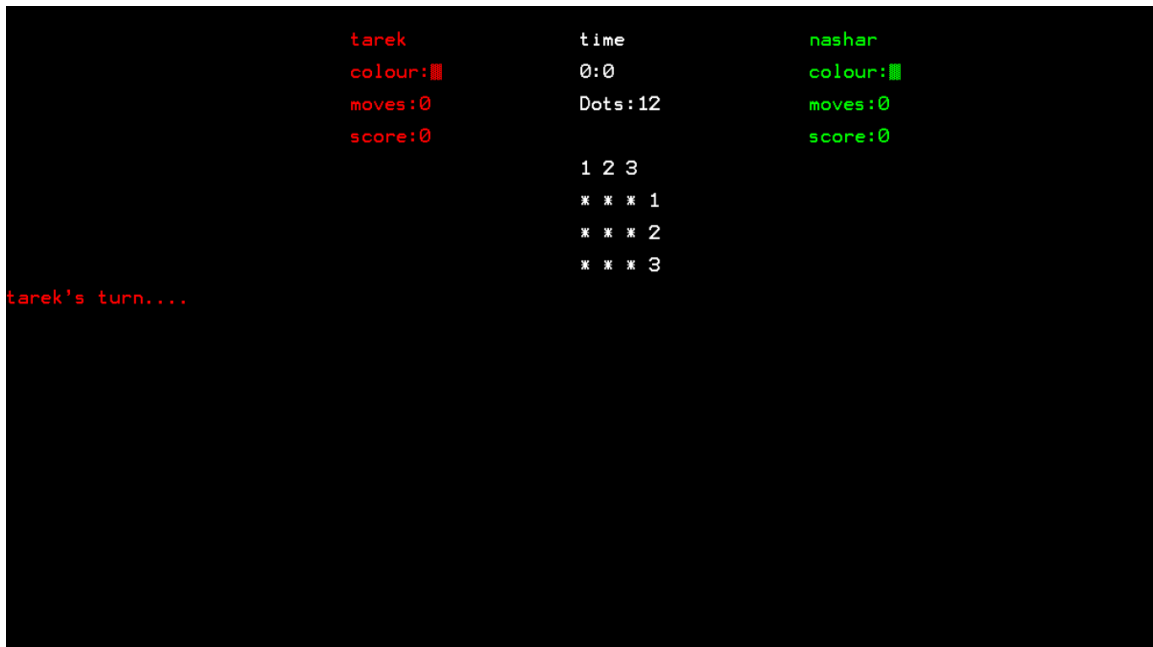 tarek time nashar
colour: 0:0 colour:
moves:0 Dots:12 moves:0
score:0 score:0
1 2 3
* * * 1
* * * 2
* * * 3
tarek's turn....